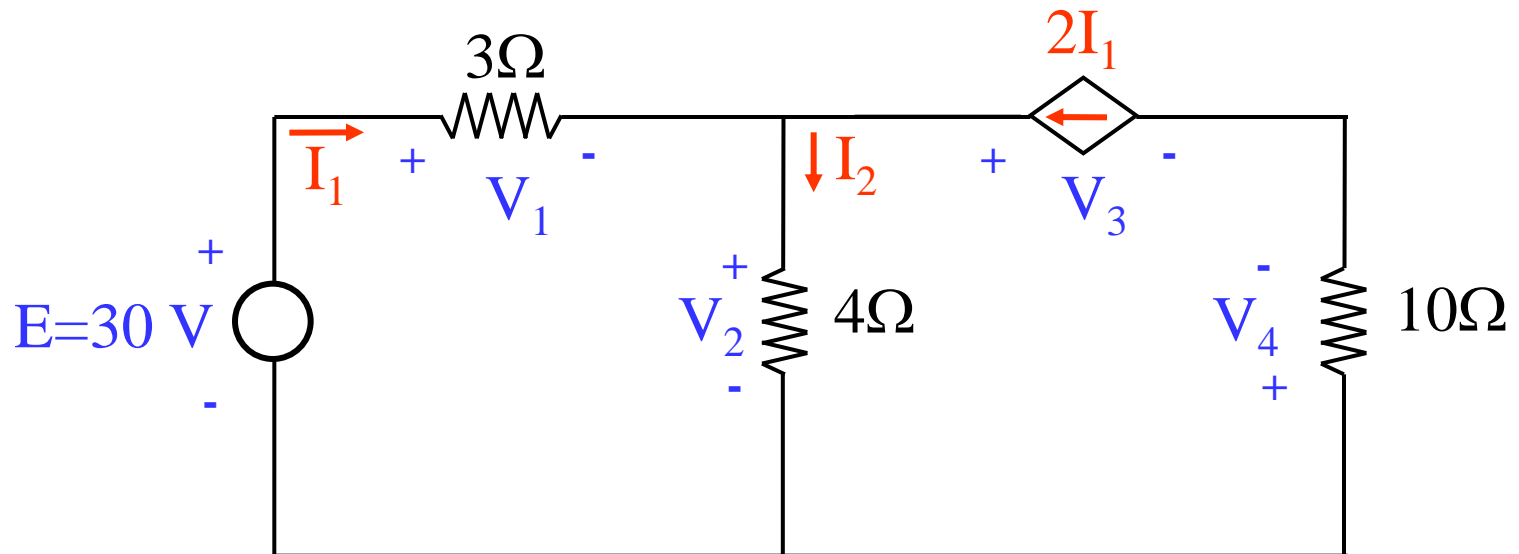 3Ω
2I₁
I₁
+ -
V₁
I₂
+ -
V₃
+
E=30 V
-
+
V₂
-
4Ω
-
V₄
+
10Ω